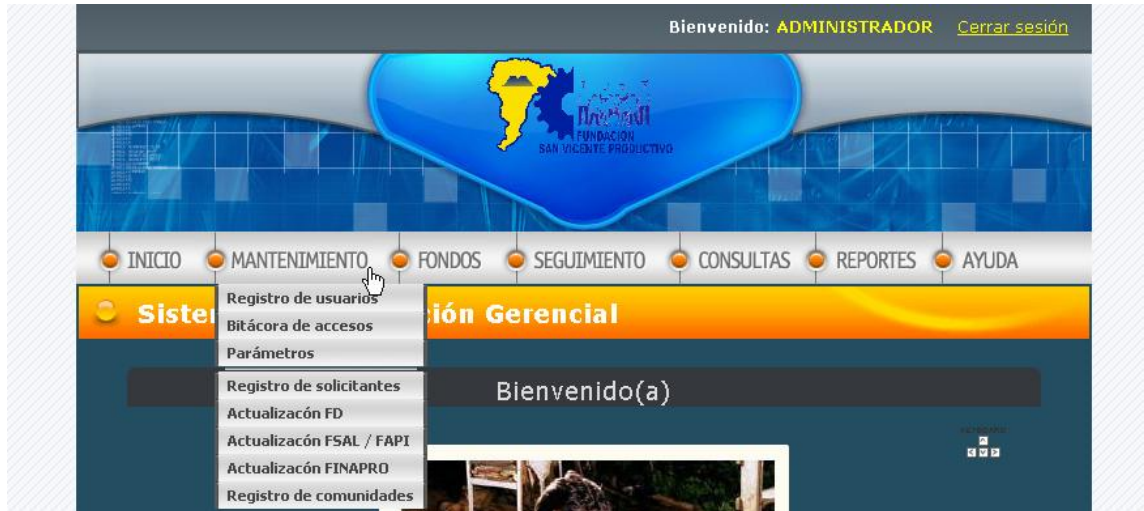 Bienvenido: ADMINISTRADOR Cerrar sesión
FUNDACION
SAN VICENTE PRODUCTIVO
INICIO MANTENIMIENTO FONDOS SEGUIMIENTO CONSULTAS REPORTES AYUDA
Registro de usuarios
Siste ión Gerencial
Bitácora de accesos
Parámetros
Registro de solicitantes
Bienvenido(a)
Actualizacón FD
Actualizacón FSAL / FAPI
Actualizacón FINAPRO
Registro de comunidades